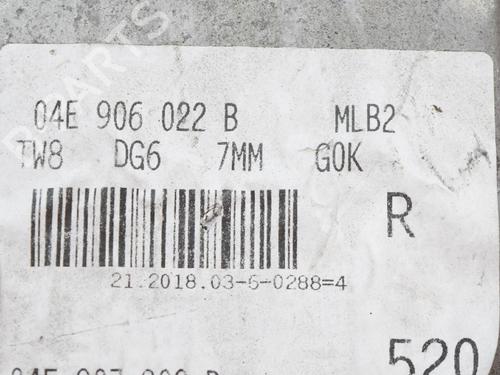 04E 906 022 B MLB2
TW8 DG6 7MM G0K
R
21.2018.03-6-0288=4
520